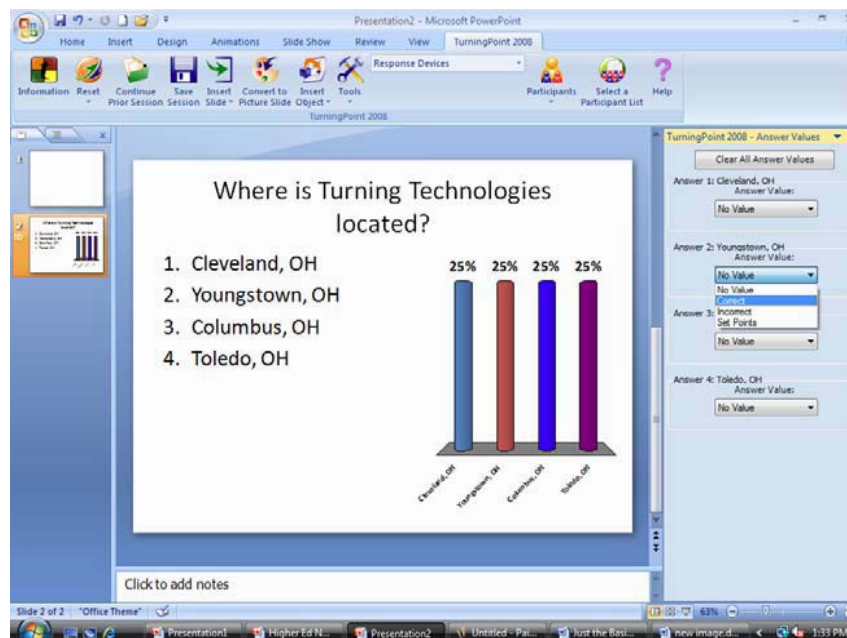 Presentation2 - Microsoft PowerPoint
Home Insert Design Animations Slide Show Review View TurningPoint 2008
Information Reset Continue Prior Session Save Session Insert Slide Convert to Picture Slide Insert Object Tools Response Devices Participants Select a Participant List Help
TurningPoint 2008
TurningPoint 2008 - Answer Values
Clear All Answer Values
Answer 1: Cleveland, OH
Answer Value:
No Value
Answer 2: Youngstown, OH
Answer Value:
No Value
No Value
Correct
Incorrect
Set Points
Answer 3:
No Value
Answer 4: Toledo, OH
Answer Value:
No Value
1
2
Where is Turning Technologies
located?
1. Cleveland, OH
2. Youngstown, OH
3. Columbus, OH
4. Toledo, OH
25% 25% 25% 25%
Cleveland, OH Youngstown, OH Columbus, OH Toledo, OH
Click to add notes
Slide 2 of 2 "Office Theme" 63%
Presentation1 Higher Ed N... Presentation2 Untitled - Pai... Just the Basi... new image.d... 1:33 PM